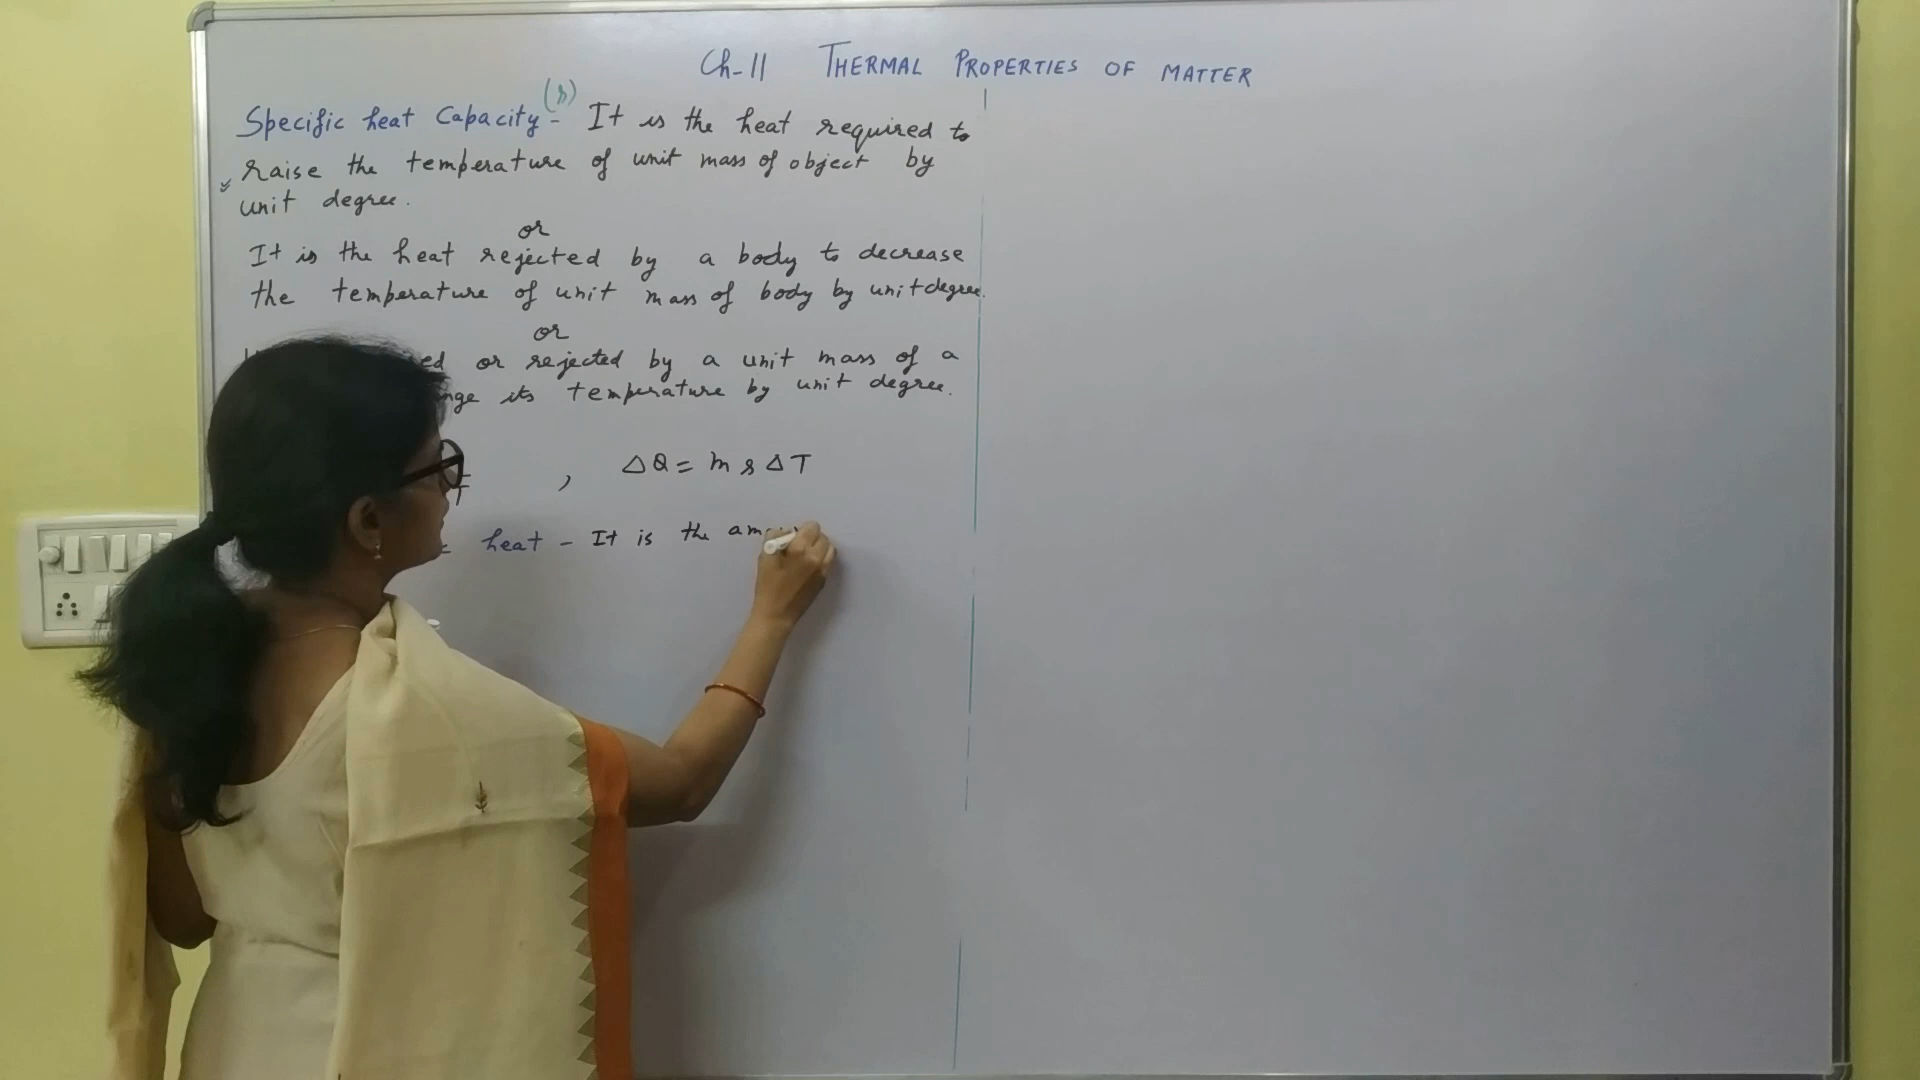 Ch-11 THERMAL PROPERTIES OF MATTER
(s)
Specific heat Capacity - It is the heat required to
raise the temperature of unit mass of object by
unit degree.
or
It is the heat rejected by a body to decrease
the temperature of unit mass of body by unit degree.
or
or rejected by a unit mass of a
its temperature by unit degree.
, ΔQ = m s ΔT
heat - It is the